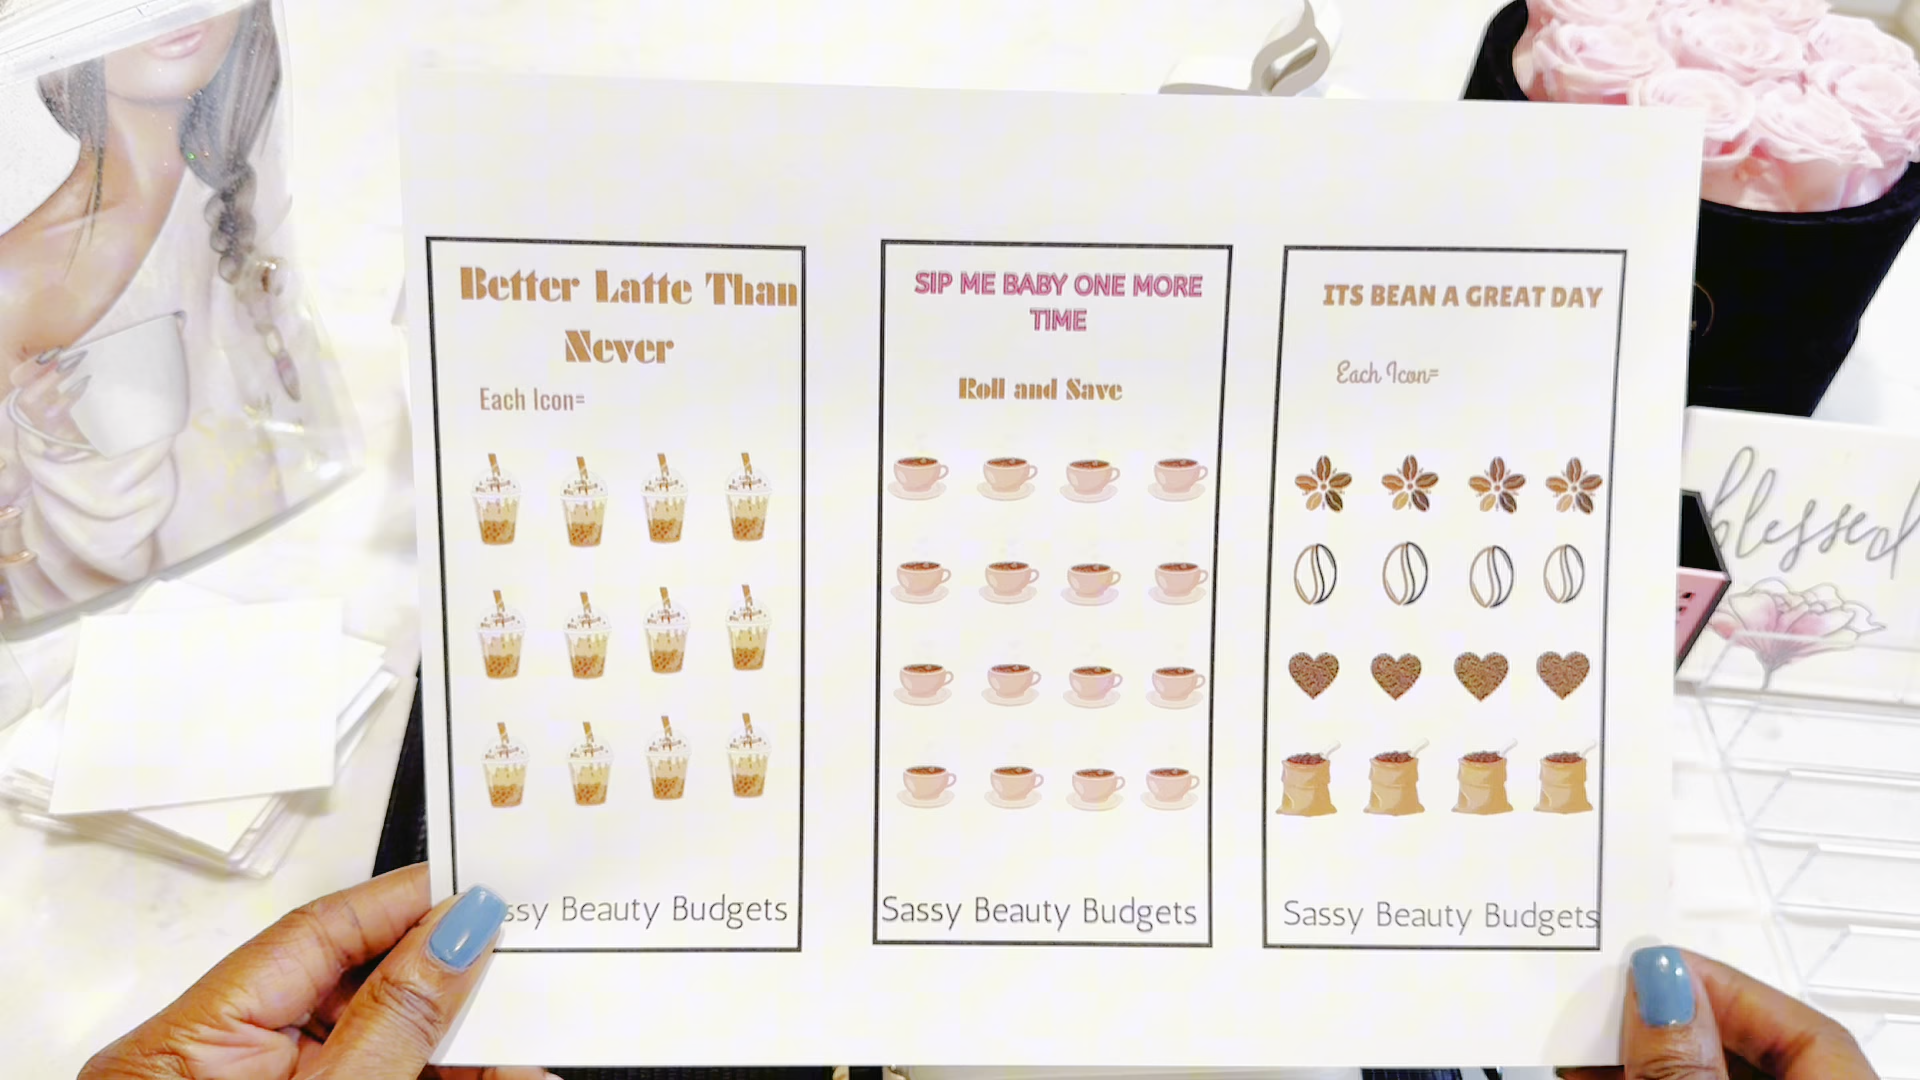 Better Latte Than
Never
Each Icon=
ssy Beauty Budgets
SIP ME BABY ONE MORE
TIME
Roll and Save
Sassy Beauty Budgets
ITS BEAN A GREAT DAY
Each Icon=
Sassy Beauty Budgets
blessed